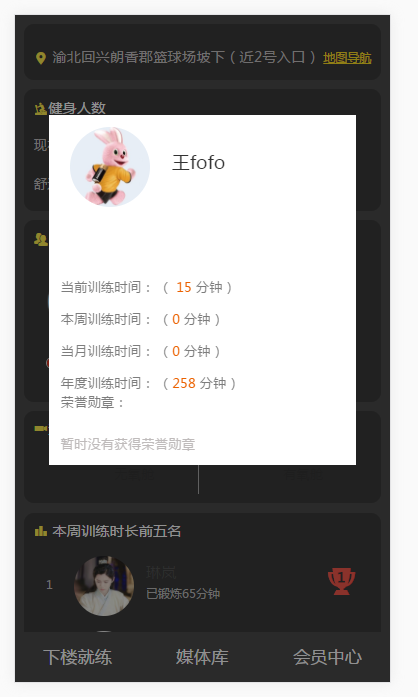 渝北回兴朗香郡篮球场坡下（近2号入口） 地图导航
健身人数
王fofo
当前训练时间：（ 15 分钟）
本周训练时间：（0 分钟）
当月训练时间：（0 分钟）
年度训练时间：（258 分钟）
荣誉勋章：
暂时没有获得荣誉勋章
本周训练时长前五名
1
已锻炼65分钟
1
下楼就练
媒体库
会员中心